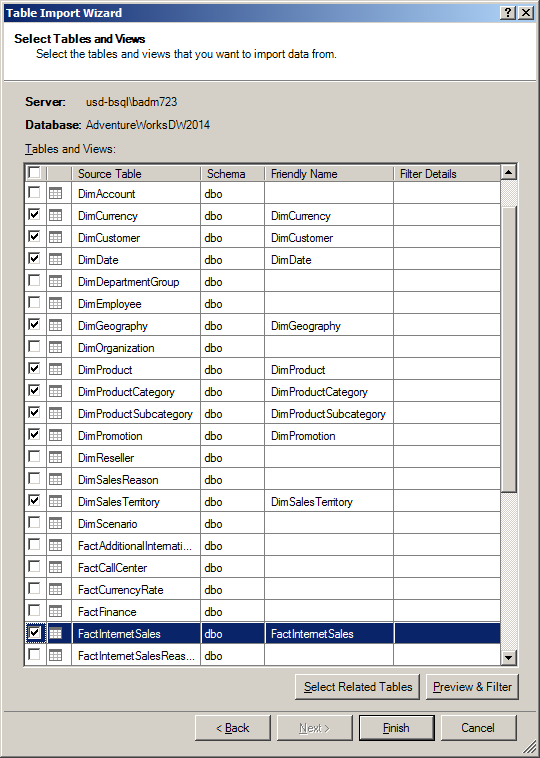 Table Import Wizard
Select Tables and Views
Select the tables and views that you want to import data from.
Server: usd-bsql\badm723
Database: AdventureWorksDW2014
Tables and Views:
Source Table Schema Friendly Name Filter Details
DimAccount dbo
DimCurrency dbo DimCurrency
DimCustomer dbo DimCustomer
DimDate dbo DimDate
DimDepartmentGroup dbo
DimEmployee dbo
DimGeography dbo DimGeography
DimOrganization dbo
DimProduct dbo DimProduct
DimProductCategory dbo DimProductCategory
DimProductSubcategory dbo DimProductSubcategory
DimPromotion dbo DimPromotion
DimReseller dbo
DimSalesReason dbo
DimSalesTerritory dbo DimSalesTerritory
DimScenario dbo
FactAdditionalInternati... dbo
FactCallCenter dbo
FactCurrencyRate dbo
FactFinance dbo
FactInternetSales dbo FactInternetSales
FactInternetSalesReas... dbo
Select Related Tables Preview & Filter
< Back Next > Finish Cancel